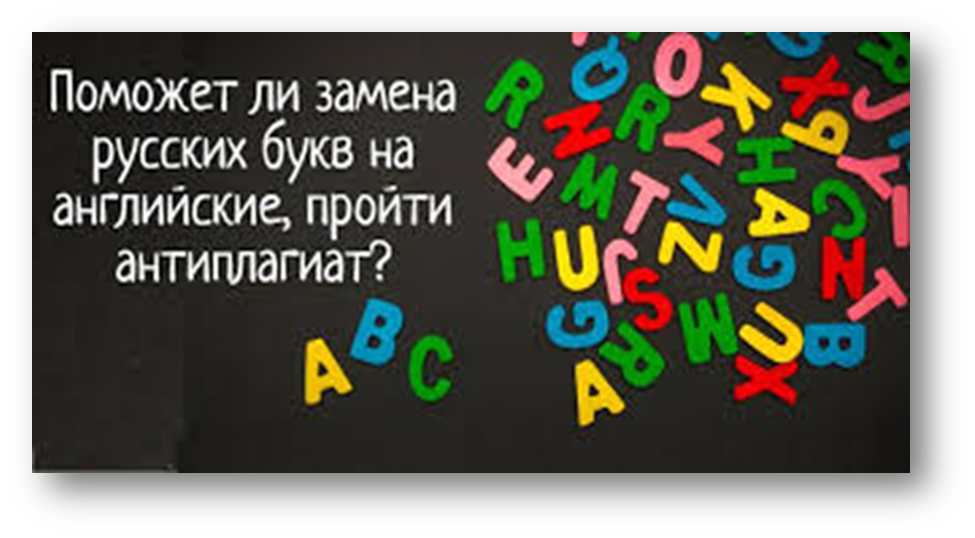 Поможет ли замена
русских букв на
английские, пройти
антиплагиат?
A B C
R Q O K X R
N R Y H P J
E M T V A C Y
H U J Z G N T
G R S M U B
A X